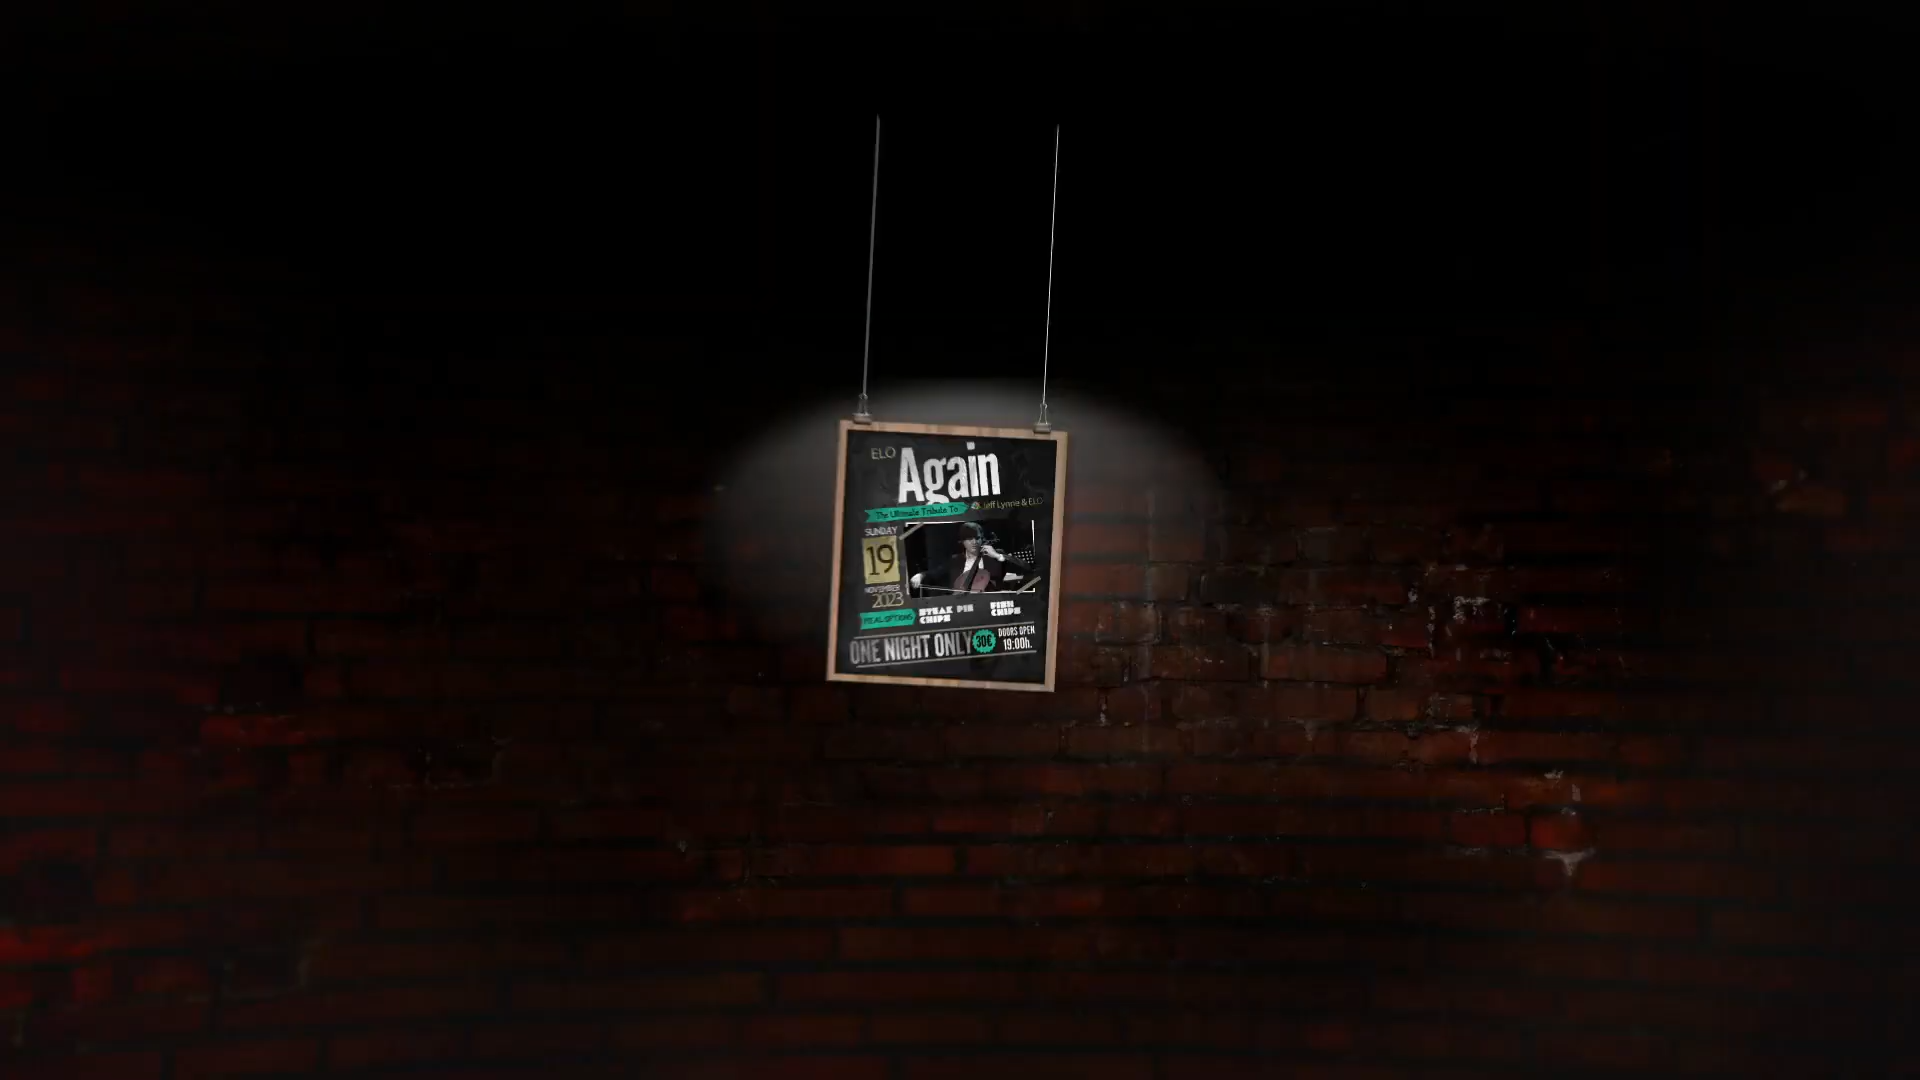 ELO
Again
The Ultimate Tribute To
Jeff Lynne & ELO
SUNDAY
19
NOVEMBER
2023
MEAL OPTIONS
STEAK PIE
CHIPS
FISH
CHIPS
ONE NIGHT ONLY
30€
DOORS OPEN
19:00h.